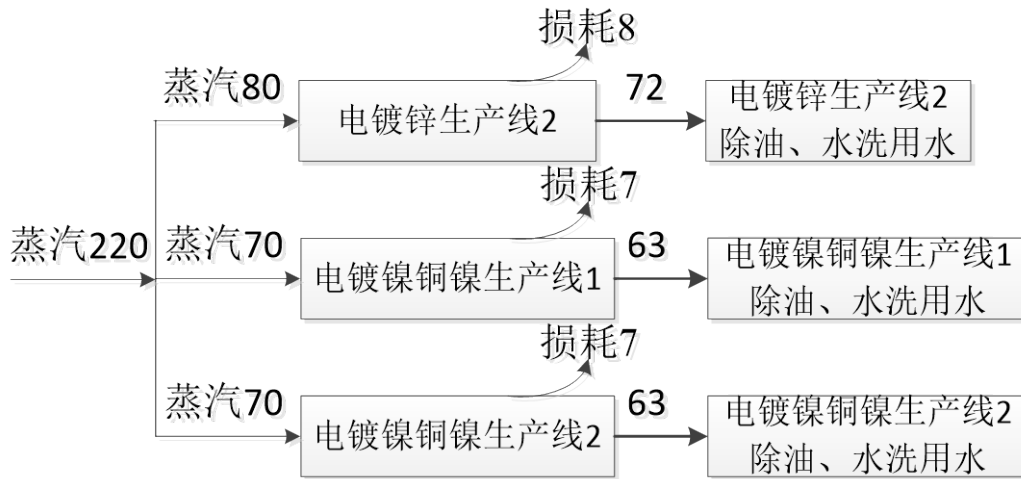 损耗8
蒸汽80
电镀锌生产线2
72
电镀锌生产线2
除油、水洗用水
损耗7
蒸汽220
蒸汽70
电镀镍铜镍生产线1
63
电镀镍铜镍生产线1
除油、水洗用水
损耗7
蒸汽70
电镀镍铜镍生产线2
63
电镀镍铜镍生产线2
除油、水洗用水